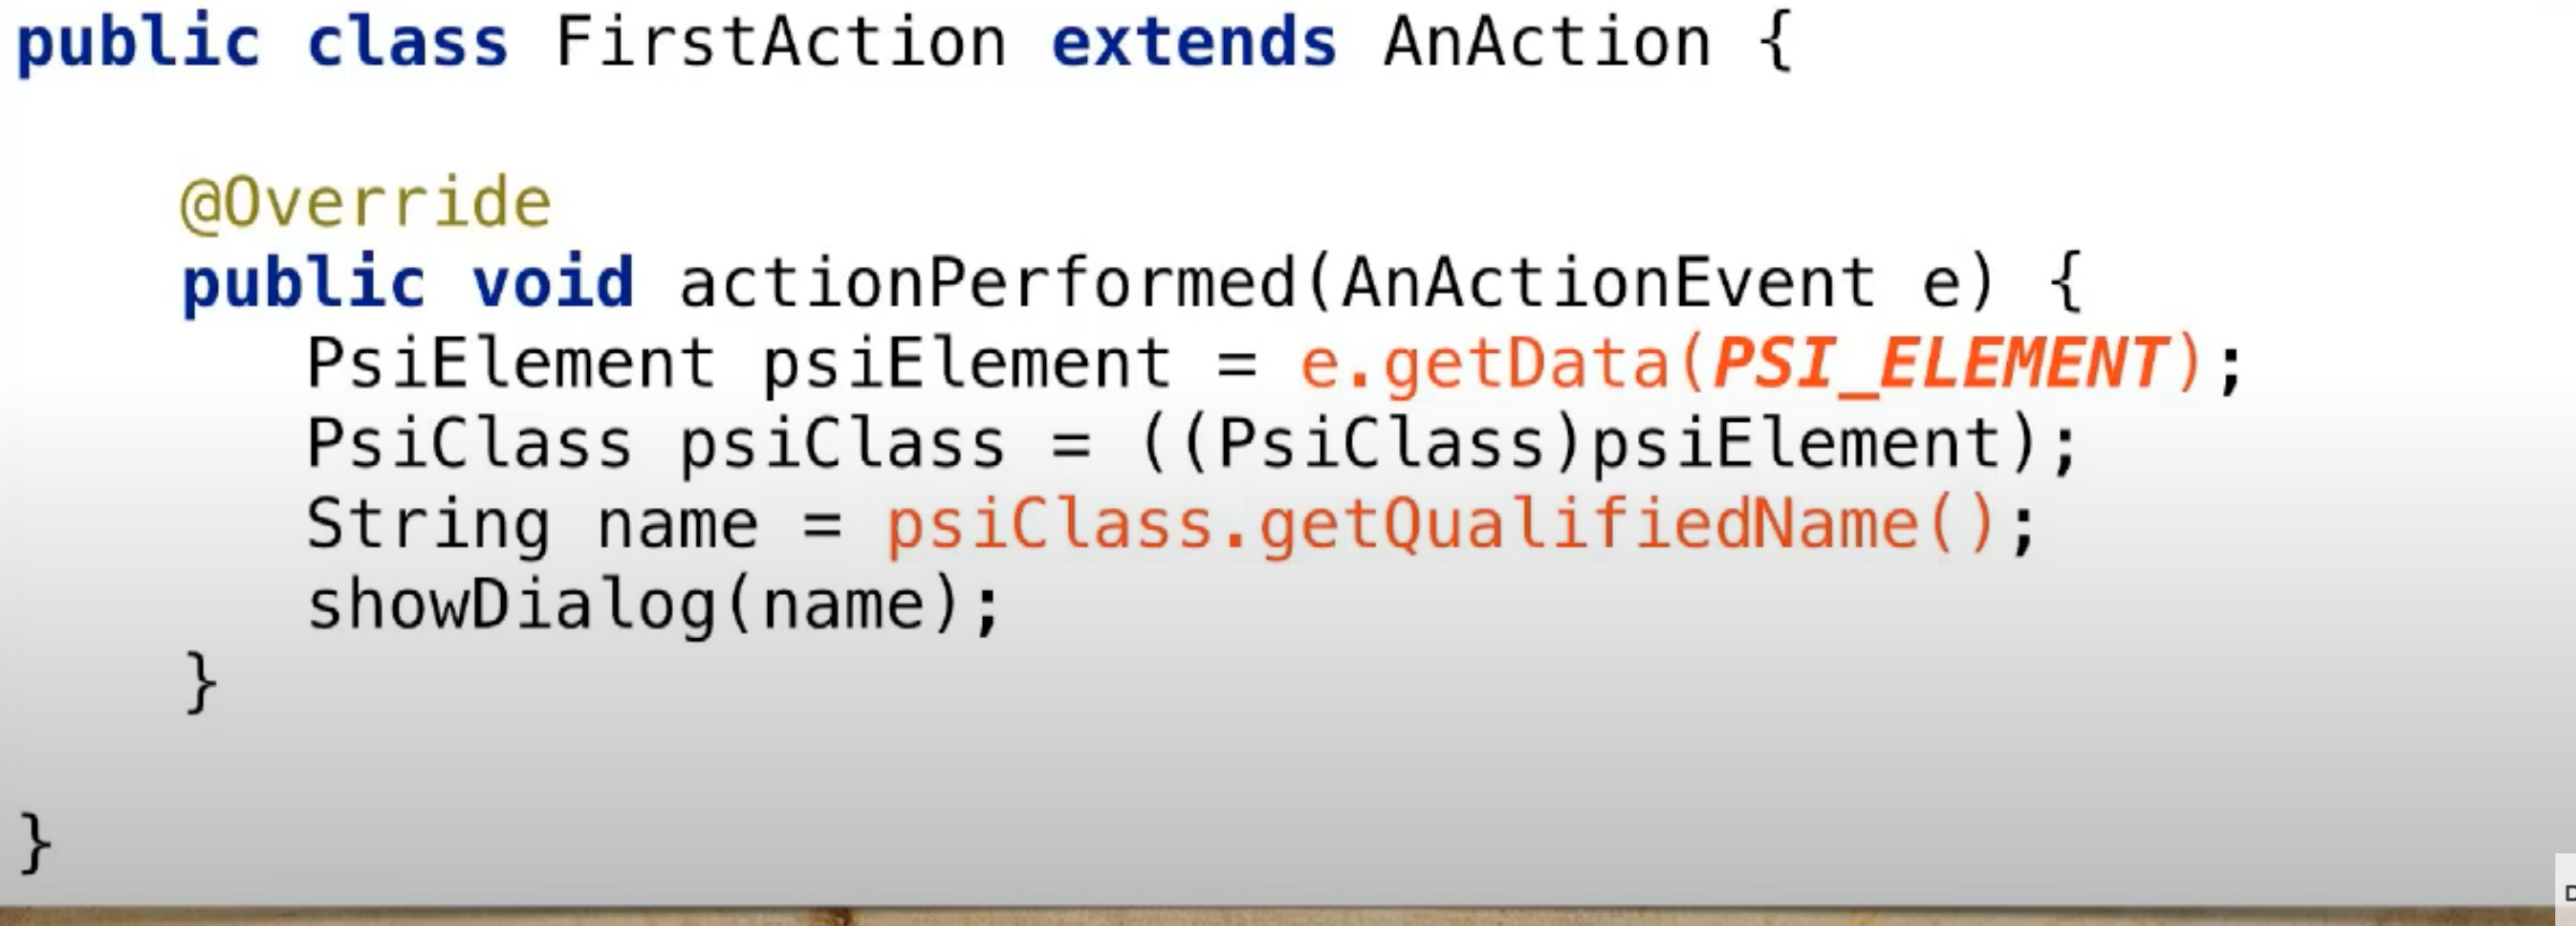 public class FirstAction extends AnAction {
@Override
public void actionPerformed(AnActionEvent e) {
PsiElement psiElement = e.getData(PSI_ELEMENT);
PsiClass psiClass = ((PsiClass)psiElement);
String name = psiClass.getQualifiedName();
showDialog(name);
}
}